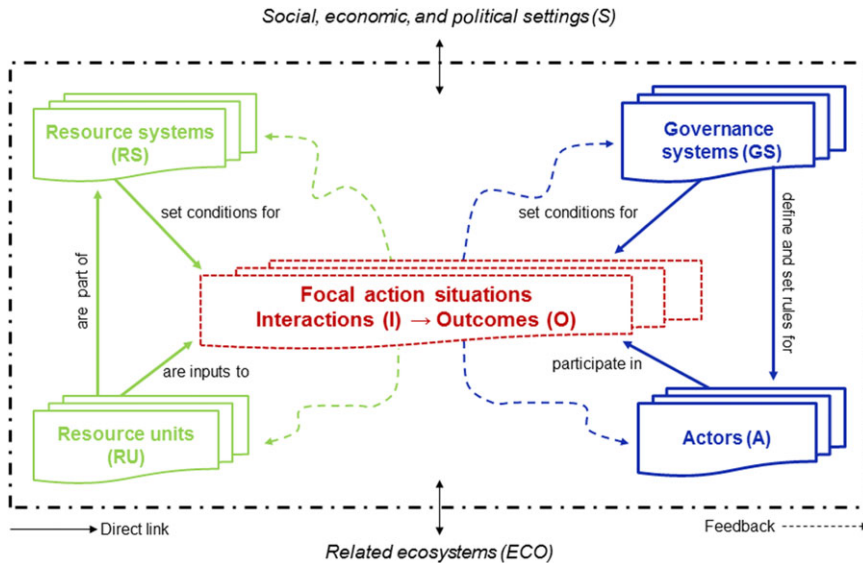 Social, economic, and political settings (S)
Resource systems
(RS)
Governance
systems (GS)
set conditions for
set conditions for
are part of
define and set rules for
Focal action situations
Interactions (I) → Outcomes (O)
are inputs to
participate in
Resource units
(RU)
Actors (A)
Direct link
Feedback
Related ecosystems (ECO)